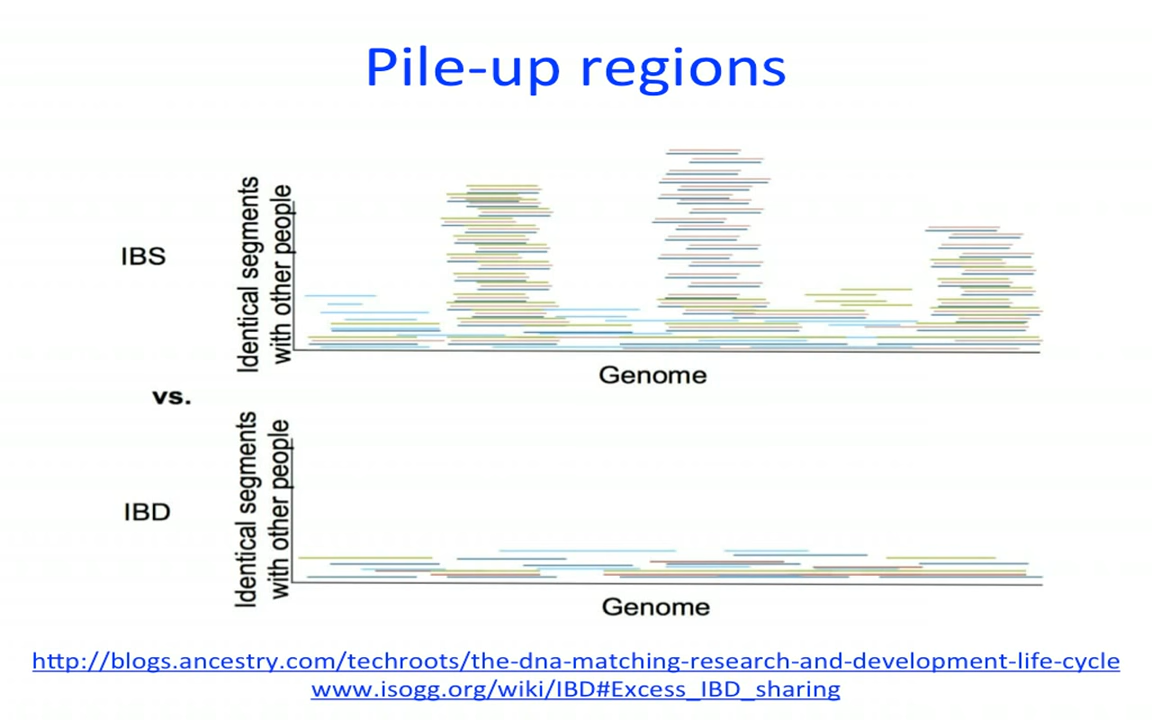 Pile-up regions
IBS
Identical segments
with other people
Genome
vs.
IBD
Identical segments
with other people
Genome
http://blogs.ancestry.com/techroots/the-dna-matching-research-and-development-life-cycle
www.isogg.org/wiki/IBD#Excess_IBD_sharing